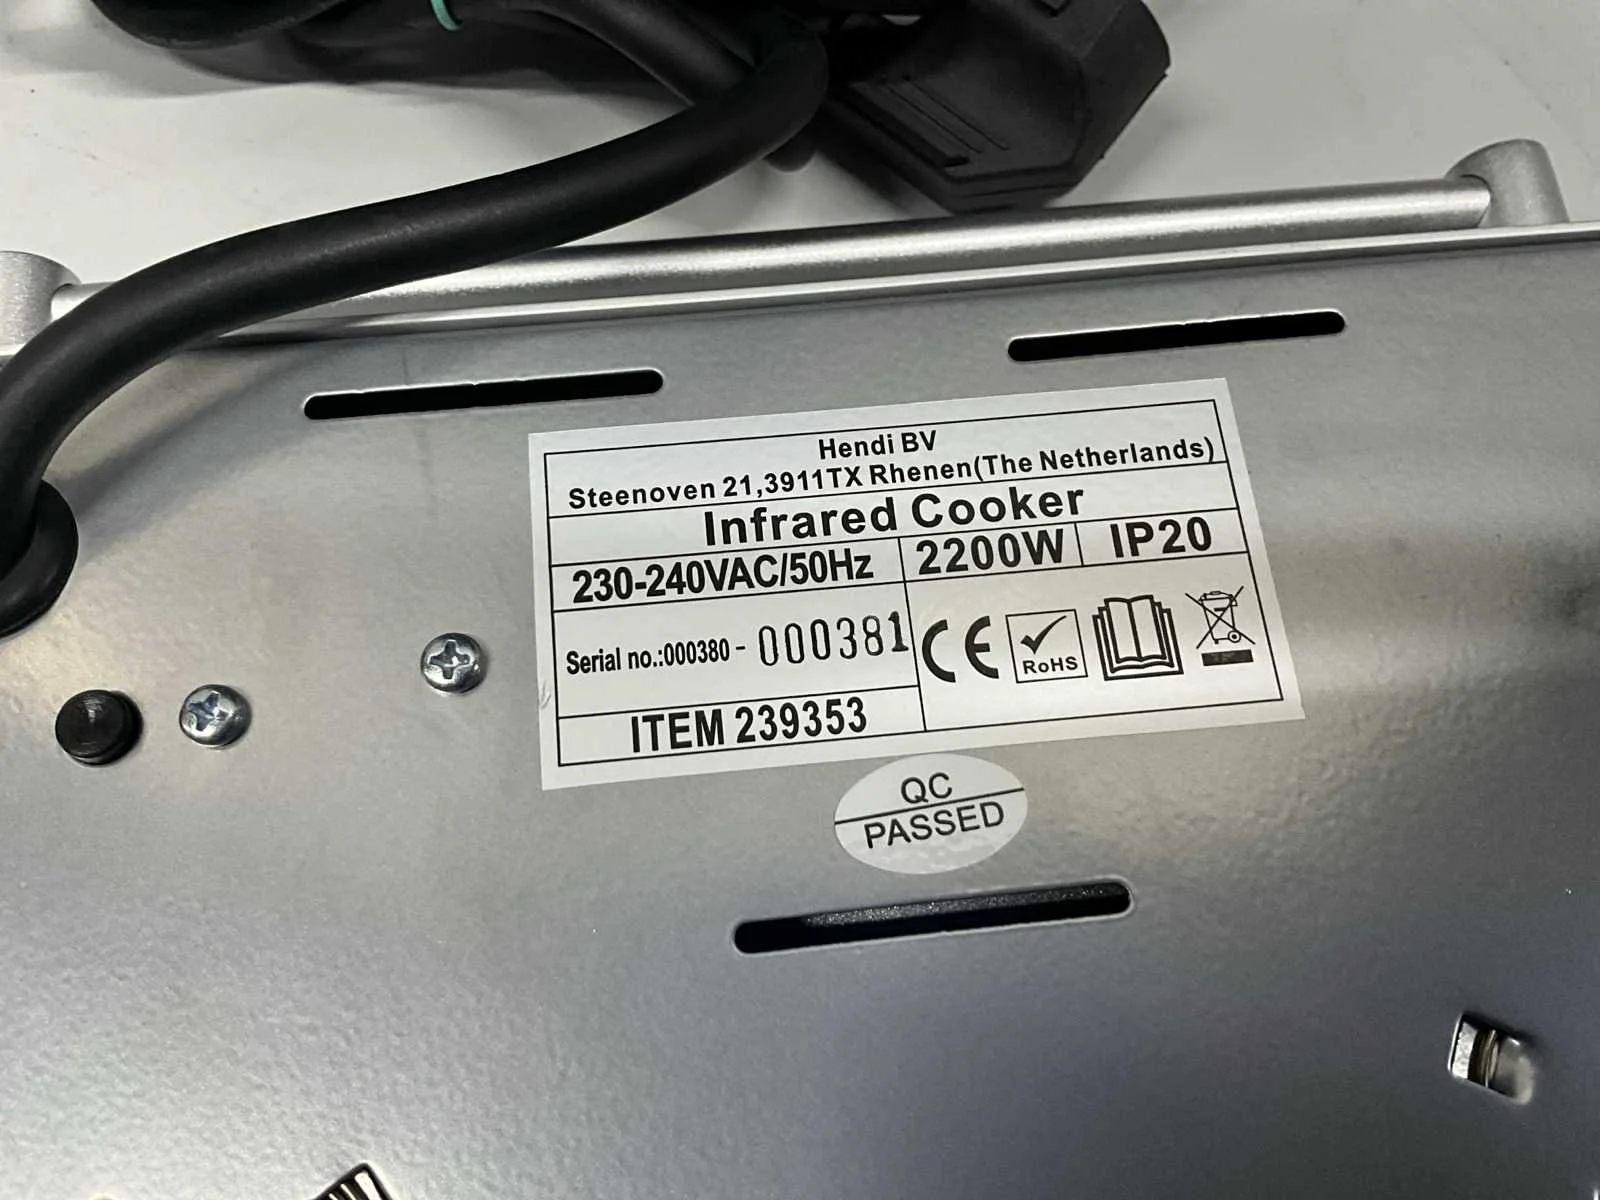 Hendi BV
Steenoven 21,3911TX Rhenen(The Netherlands)
Infrared Cooker
230-240VAC/50Hz 2200W IP20
Serial no.:000380 - 000381
CE RoHS
ITEM 239353
QC
PASSED